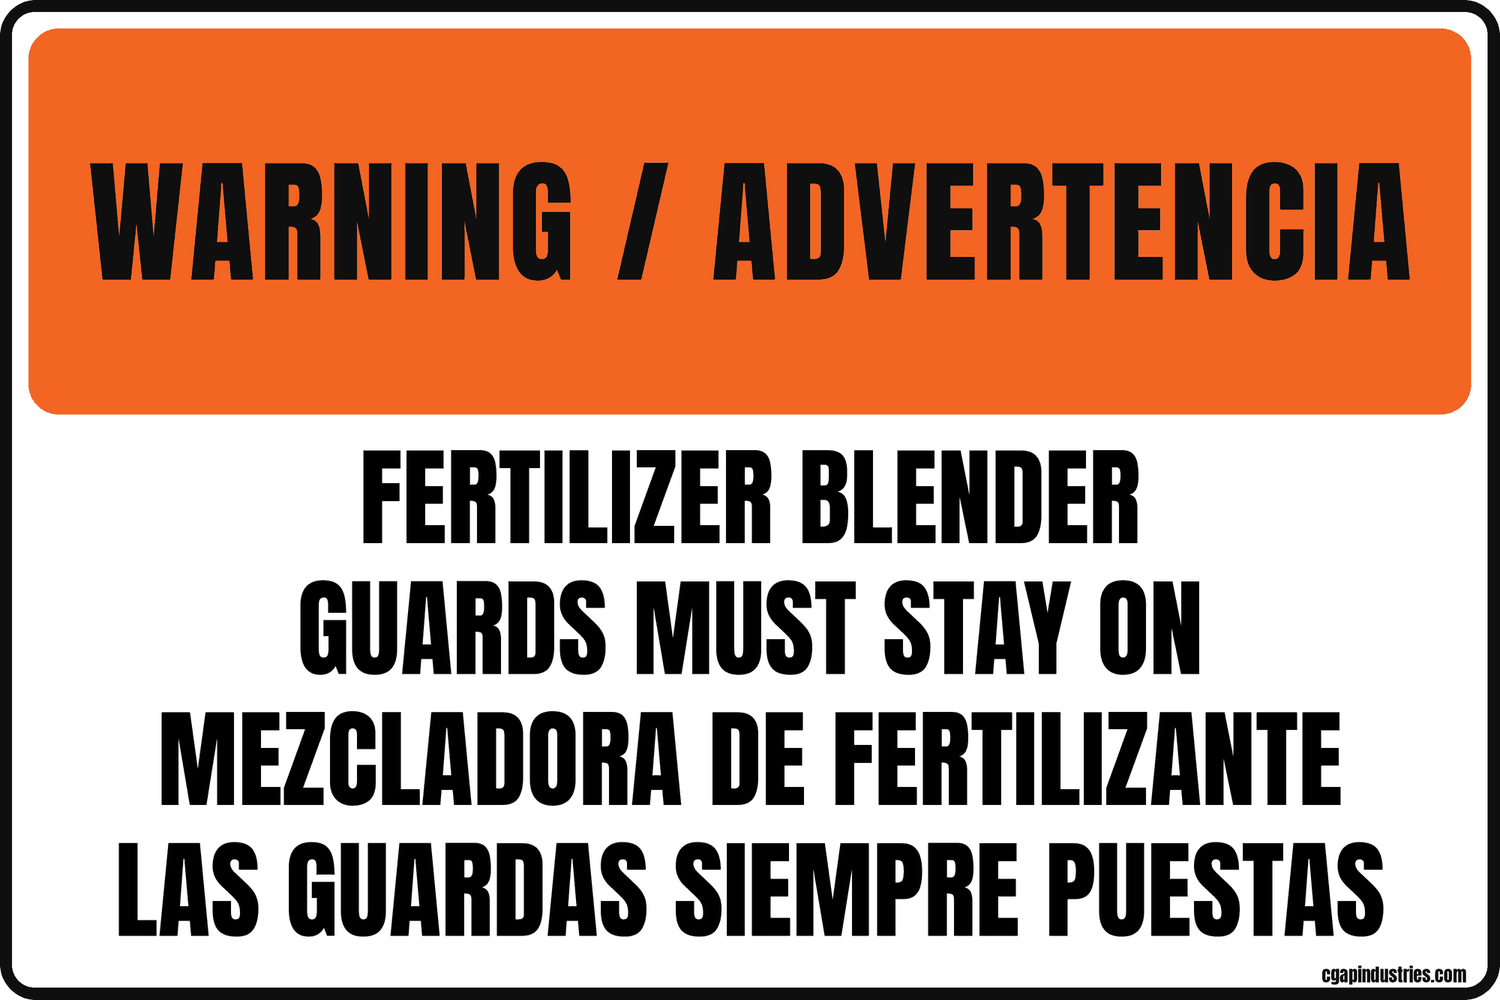 WARNING / ADVERTENCIA
FERTILIZER BLENDER
GUARDS MUST STAY ON
MEZCLADORA DE FERTILIZANTE
LAS GUARDAS SIEMPRE PUESTAS
cgapindustries.com